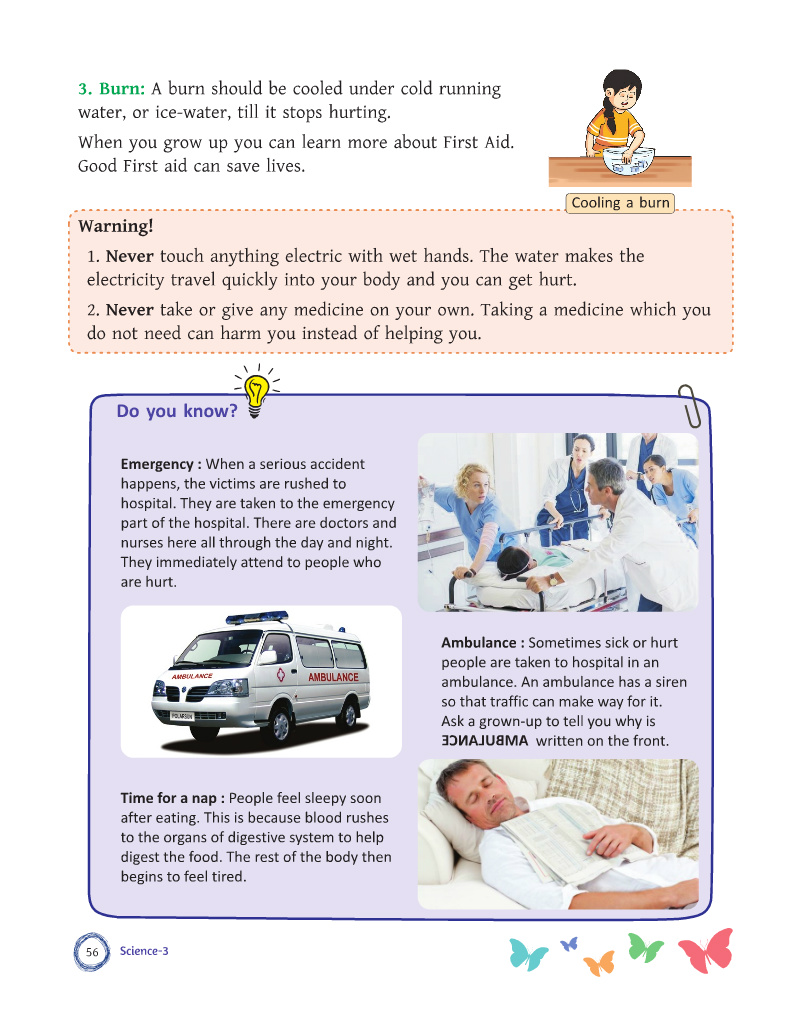 3. Burn: A burn should be cooled under cold running
water, or ice-water, till it stops hurting.
When you grow up you can learn more about First Aid.
Good First aid can save lives.
Cooling a burn
Warning!
1. Never touch anything electric with wet hands. The water makes the
electricity travel quickly into your body and you can get hurt.
2. Never take or give any medicine on your own. Taking a medicine which you
do not need can harm you instead of helping you.
Do you know?
Emergency : When a serious accident
happens, the victims are rushed to
hospital. They are taken to the emergency
part of the hospital. There are doctors and
nurses here all through the day and night.
They immediately attend to people who
are hurt.
AMBULANCE
AMBULANCE
POLARSUN
Ambulance : Sometimes sick or hurt
people are taken to hospital in an
ambulance. An ambulance has a siren
so that traffic can make way for it.
Ask a grown-up to tell you why is
AMBULANCE written on the front.
Time for a nap : People feel sleepy soon
after eating. This is because blood rushes
to the organs of digestive system to help
digest the food. The rest of the body then
begins to feel tired.
56
Science-3